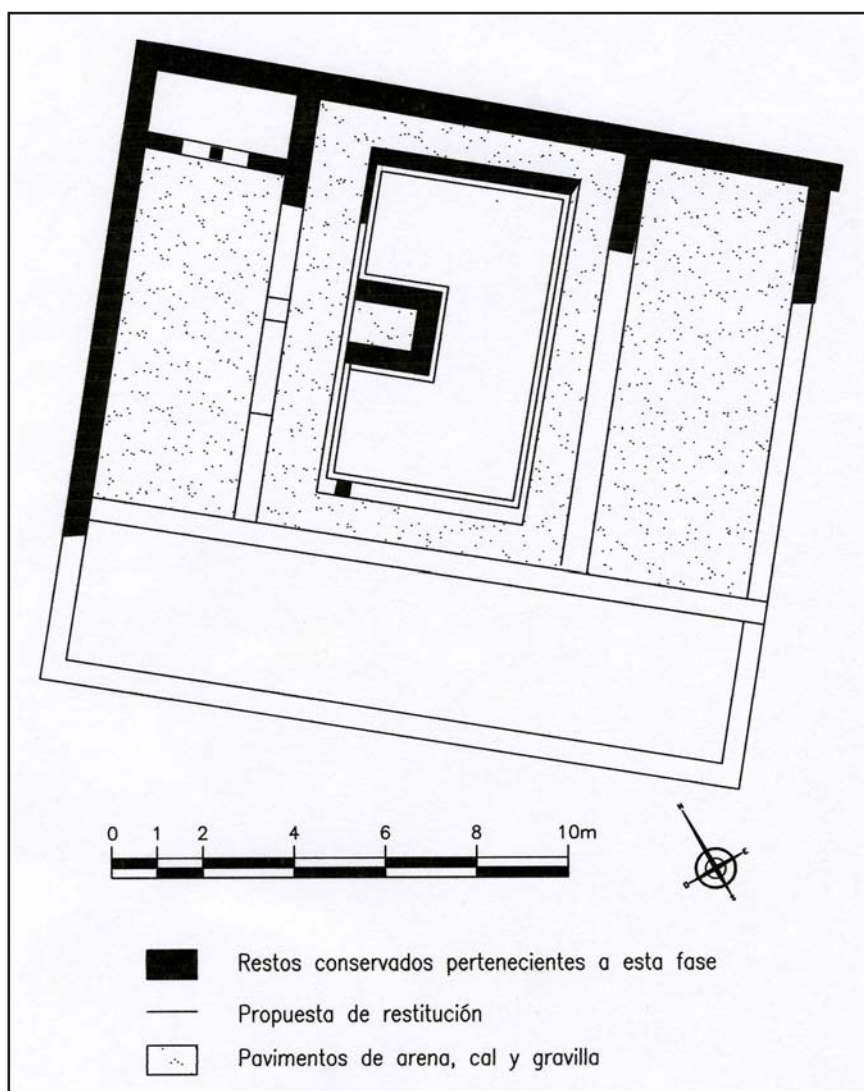 0 1 2 4 6 8 10m
N
E
O
S
Restos conservados pertenecientes a esta fase
Propuesta de restitución
Pavimentos de arena, cal y gravilla